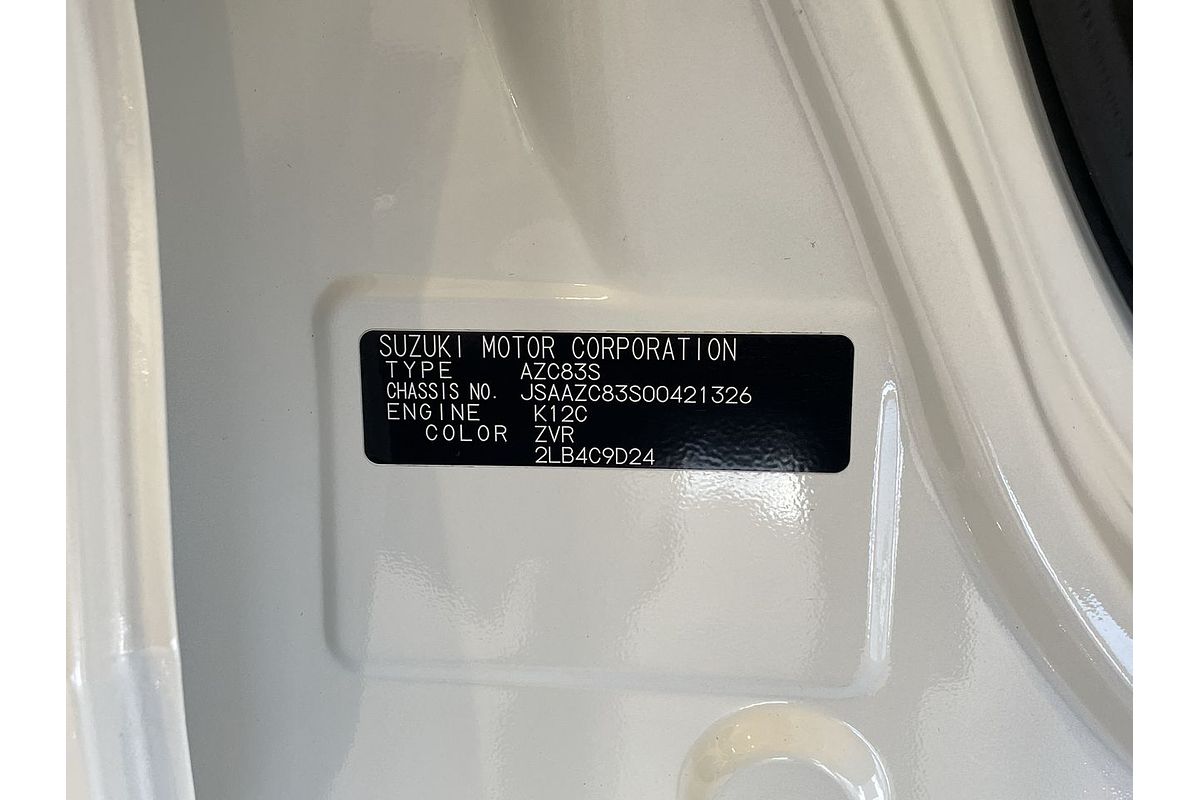 SUZUKI MOTOR CORPORATION
TYPE AZC83S
CHASSIS NO. JSAAZC83S00421326
ENGINE K12C
COLOR ZVR
2LB4C9D24